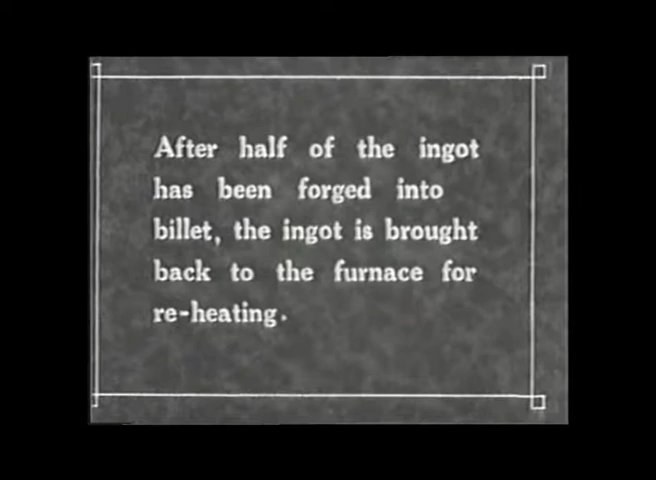 After half of the ingot
has been forged into
billet, the ingot is brought
back to the furnace for
re-heating.